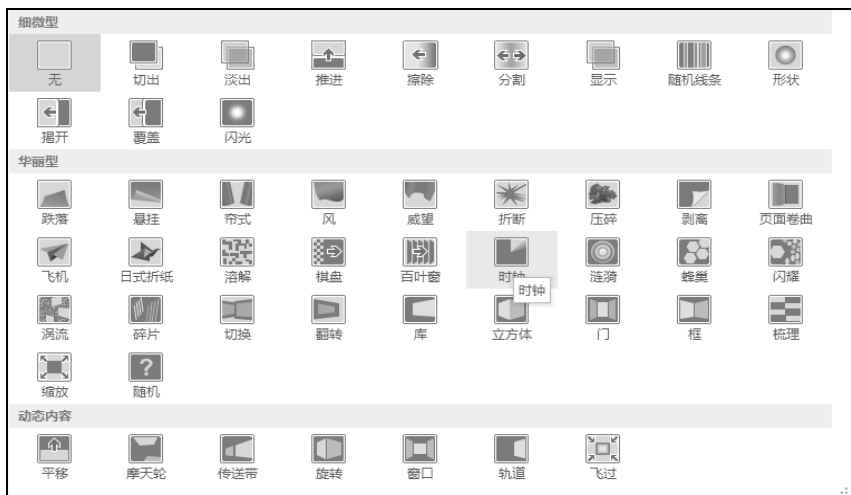 细微型
无 切出 淡出 推进 擦除 分割 显示 随机线条 形状
揭开 覆盖 闪光
华丽型
跌落 悬挂 帘式 风 威望 折断 压碎 剥离 页面卷曲
飞机 日式折纸 溶解 棋盘 百叶窗 时钟 涟漪 蜂巢 闪耀
时钟
涡流 碎片 切换 翻转 库 立方体 门 框 梳理
?
缩放 随机
动态内容
平移 摩天轮 传送带 旋转 窗口 轨道 飞过